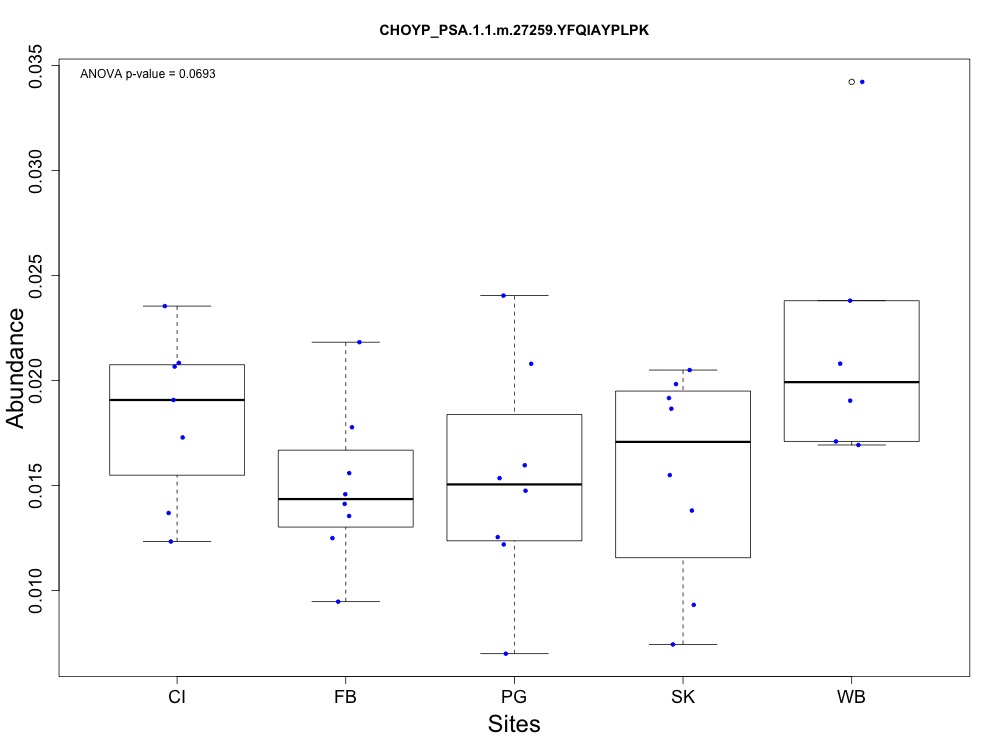 CHOYP_PSA.1.1.m.27259.YFQIAYPLPK
ANOVA p-value = 0.0693
0.035
0.030
0.025
0.020
0.015
0.010
Abundance
CI FB PG SK WB
Sites